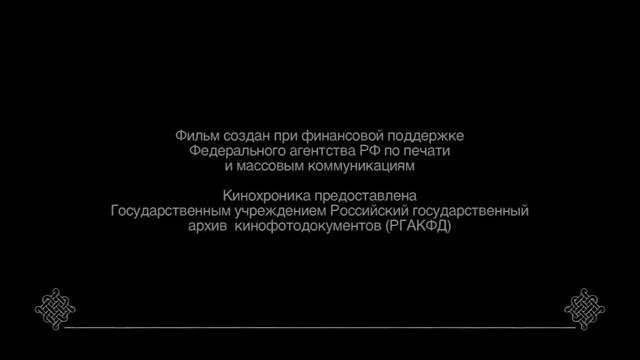 Фильм создан при финансовой поддержке
Федерального агентства РФ по печати
и массовым коммуникациям
Кинохроника предоставлена
Государственным учреждением Российский государственный
архив кинофотодокументов (РГАКФД)